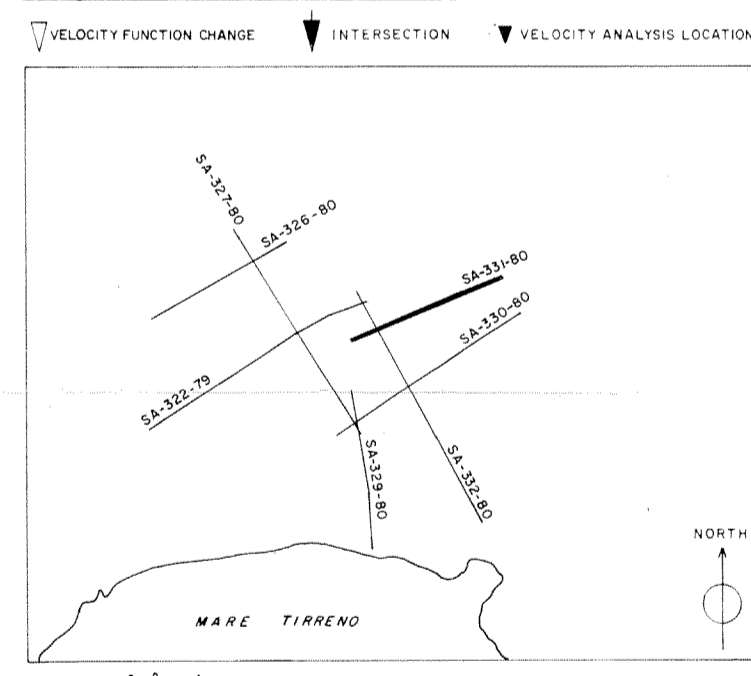 VELOCITY FUNCTION CHANGE
INTERSECTION
VELOCITY ANALYSIS LOCATION
SA-327-80
SA-326-80
SA-331-80
SA-330-80
SA-322-79
SA-329-80
SA-332-80
NORTH
MARE TIRRENO